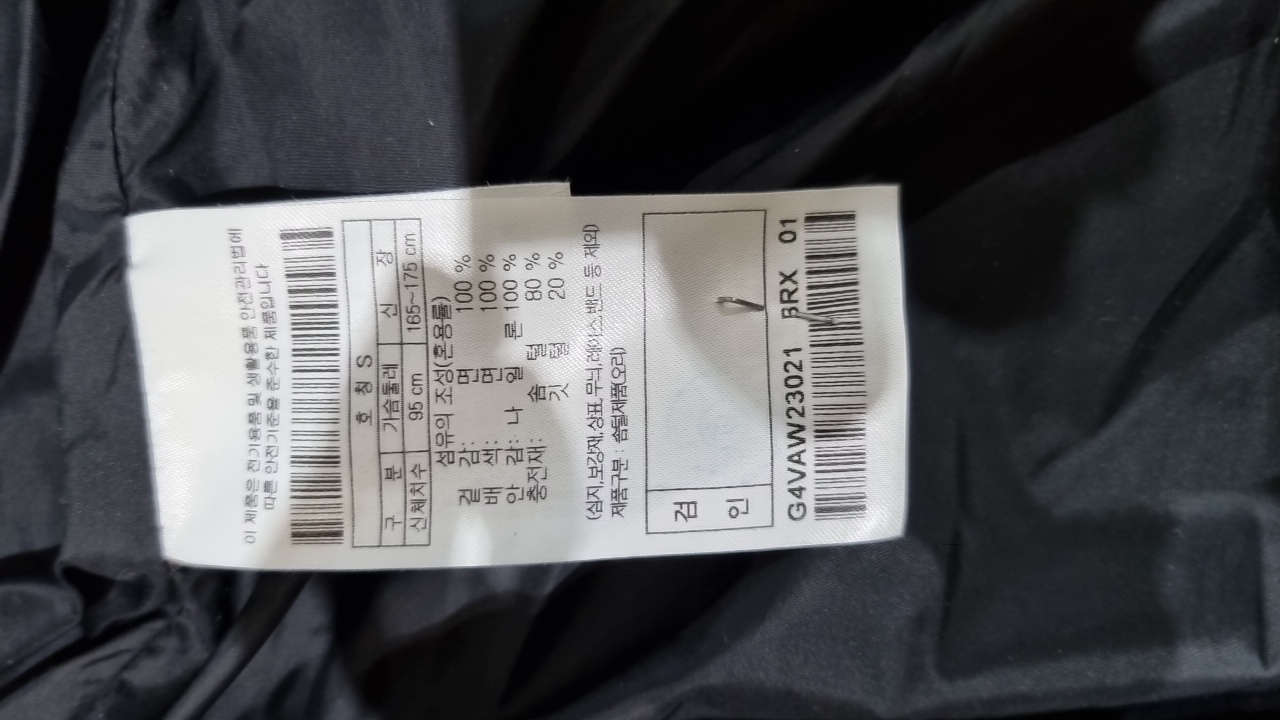 이 제품은 전기용품 및 생활용품 안전관리법에
따른 안전기준을 준수한 제품입니다
호 칭 S
구 분 가슴둘레 신 장
신체치수 95 cm 165~175 cm
섬유의 조성(혼용률)
겉 감: 면 100 %
배 색: 면 100 %
안 감: 나 일 론 100 %
충전재: 솜 털 80 %
깃 털 20 %
(심지,보강재,상표,무늬,레이스,밴드 등 제외)
제품구분 : 솜털제품(오리)
검
인
G4VAW23021 BRX 01